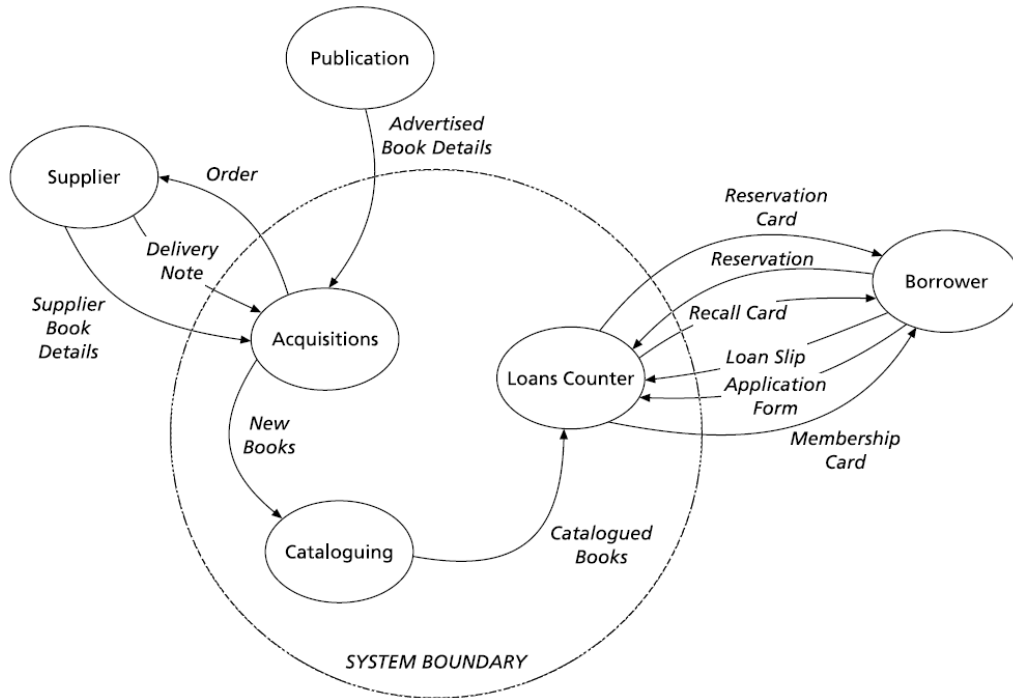 Publication
Advertised
Book Details
Supplier
Order
Delivery
Note
Supplier
Book
Details
Acquisitions
New
Books
Cataloguing
Catalogued
Books
Loans Counter
Reservation
Card
Reservation
Recall Card
Loan Slip
Application
Form
Membership
Card
Borrower
SYSTEM BOUNDARY